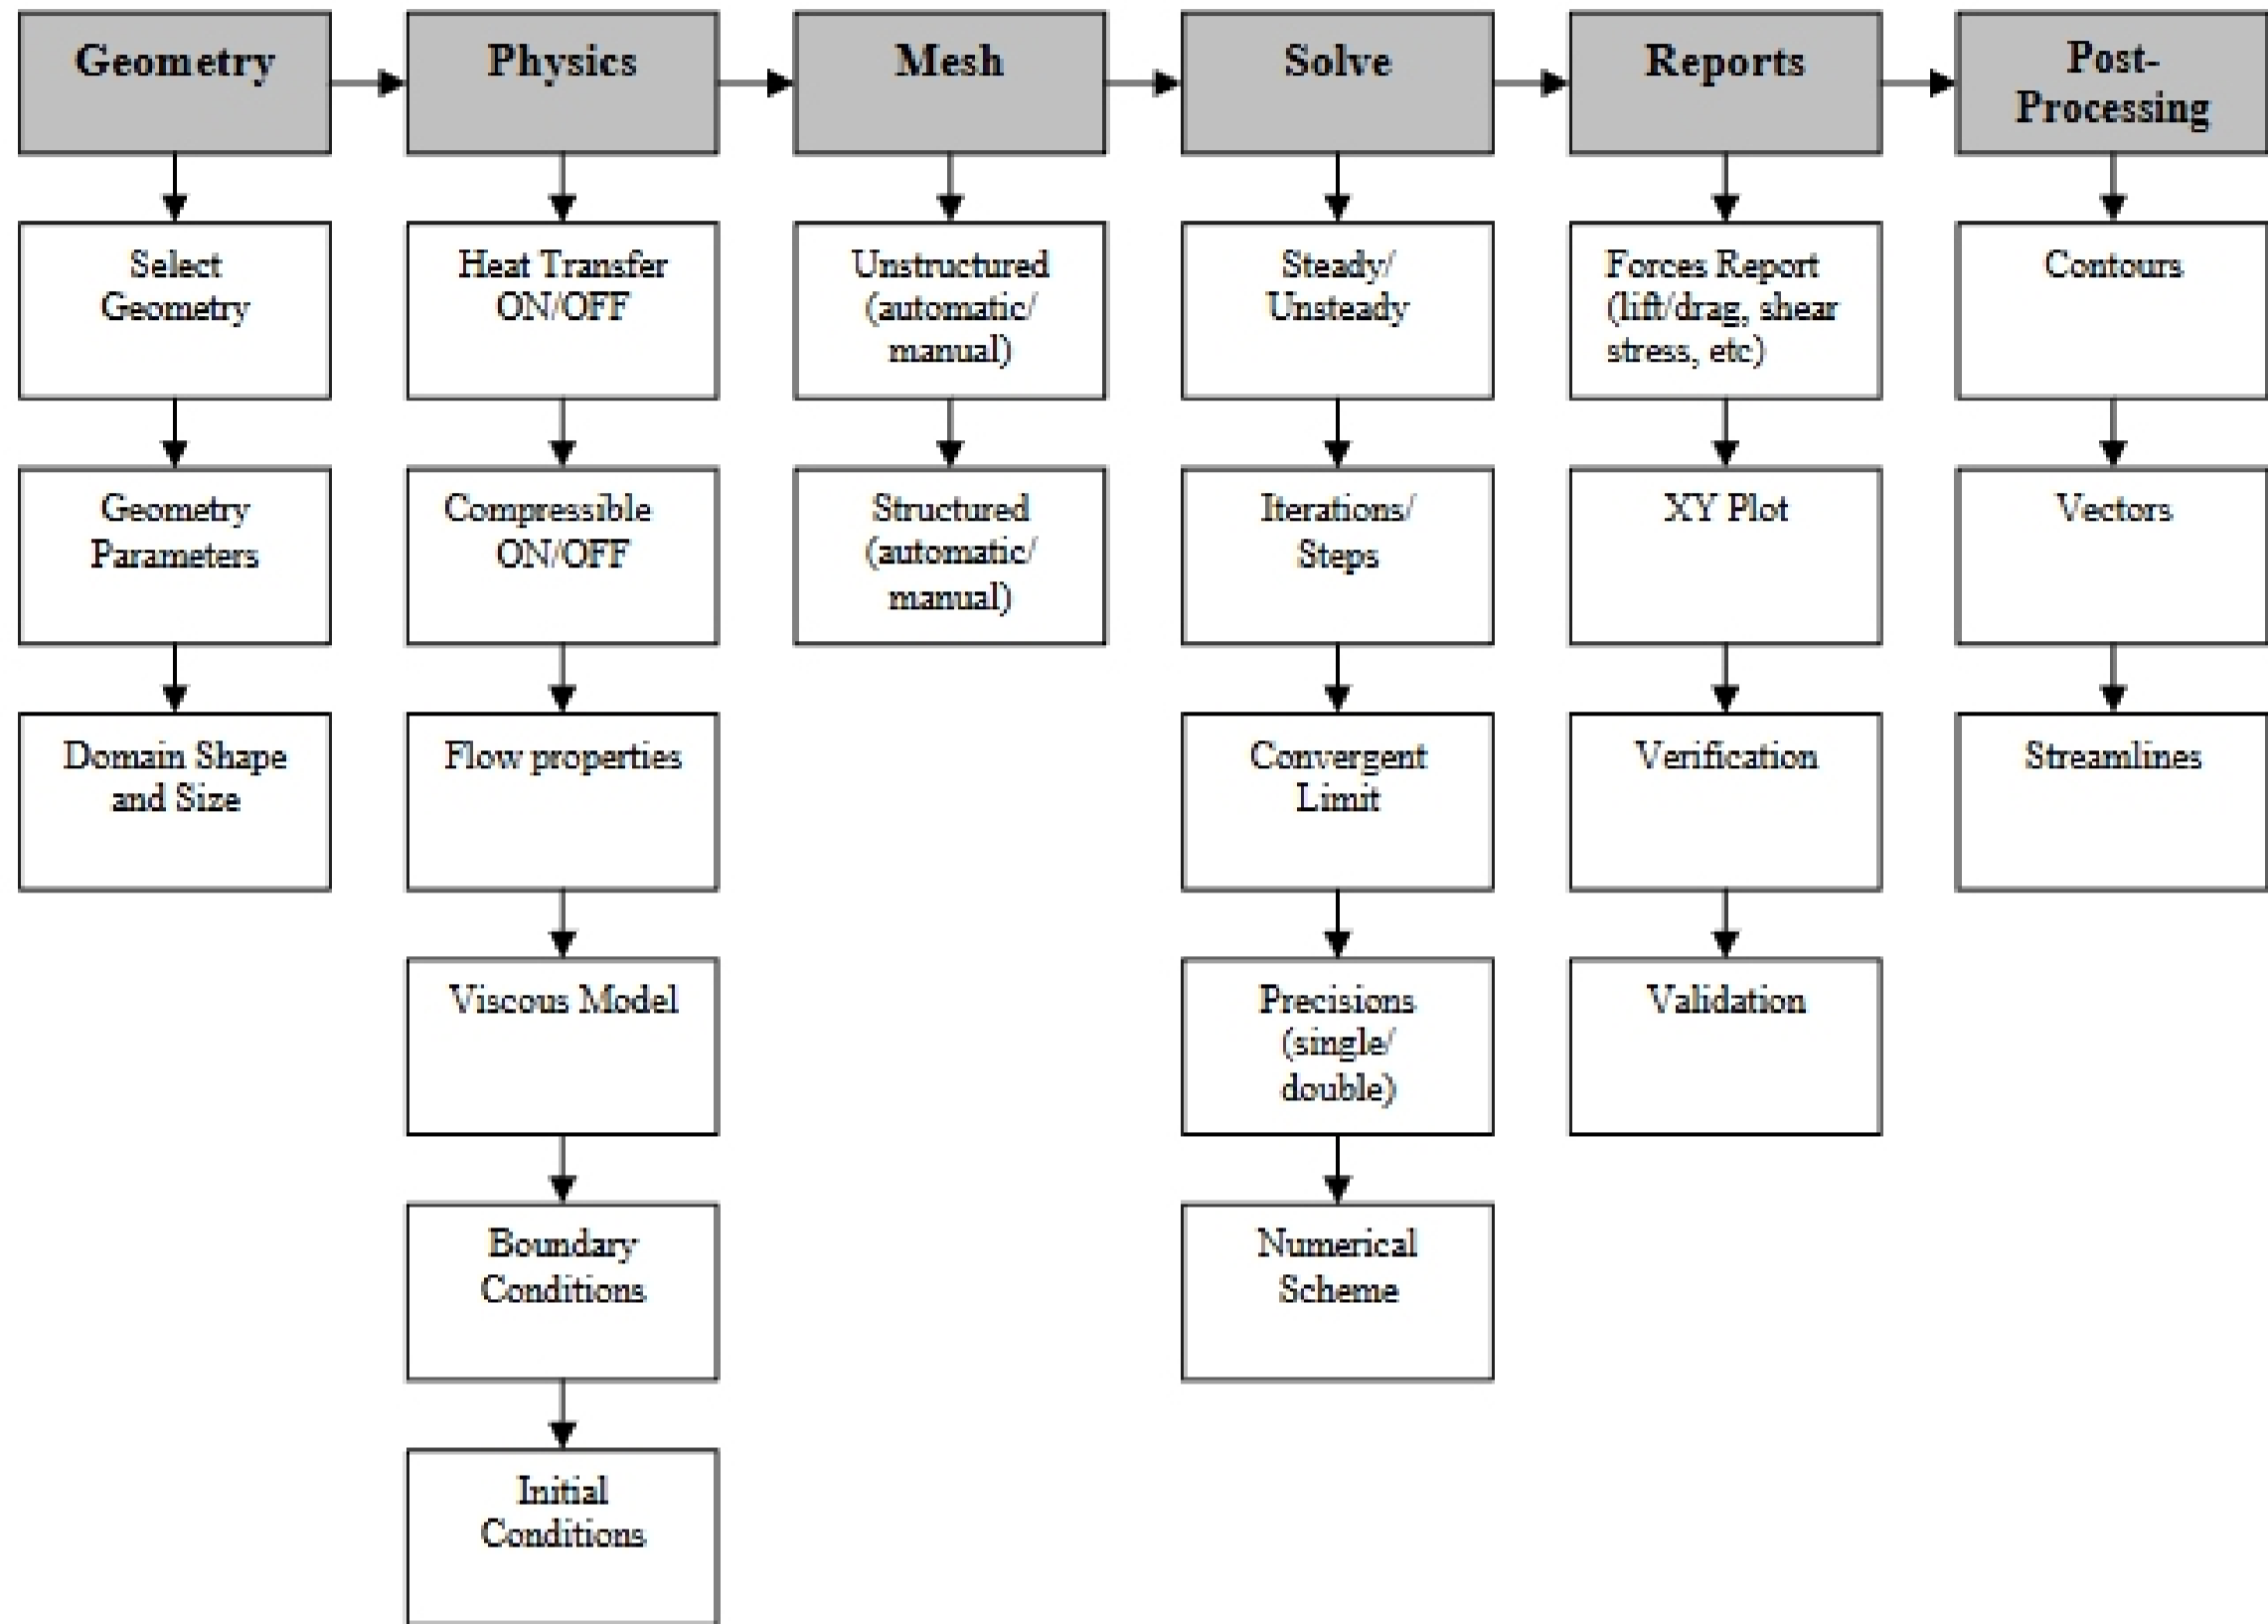 Geometry
Physics
Mesh
Solve
Reports
Post-
Processing
Select
Geometry
Heat Transfer
ON/OFF
Unstructured
(automatic/
manual)
Steady/
Unsteady
Forces Report
(lift/drag, shear
stress, etc)
Contours
Geometry
Parameters
Compressible
ON/OFF
Structured
(automatic/
manual)
Iterations/
Steps
XY Plot
Vectors
Domain Shape
and Size
Flow properties
Convergent
Limit
Verification
Streamlines
Viscous Model
Precisions
(single/
double)
Validation
Boundary
Conditions
Numerical
Scheme
Initial
Conditions